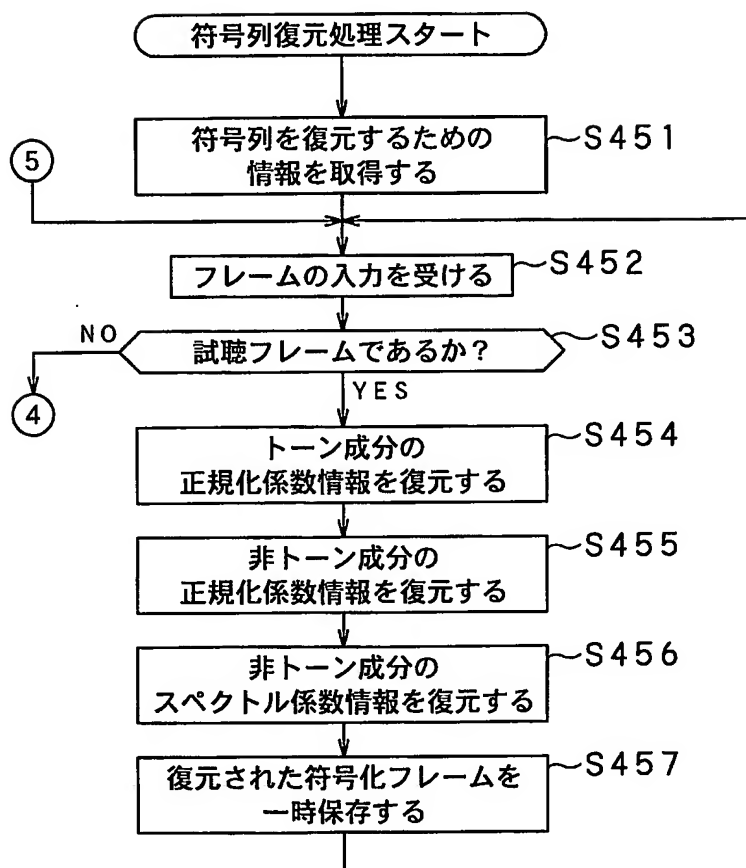 符号列復元処理スタート
符号列を復元するための
情報を取得する
S451
5
フレームの入力を受ける
S452
NO
試聴フレームであるか?
S453
4
YES
トーン成分の
正規化係数情報を復元する
S454
非トーン成分の
正規化係数情報を復元する
S455
非トーン成分の
スペクトル係数情報を復元する
S456
復元された符号化フレームを
一時保存する
S457